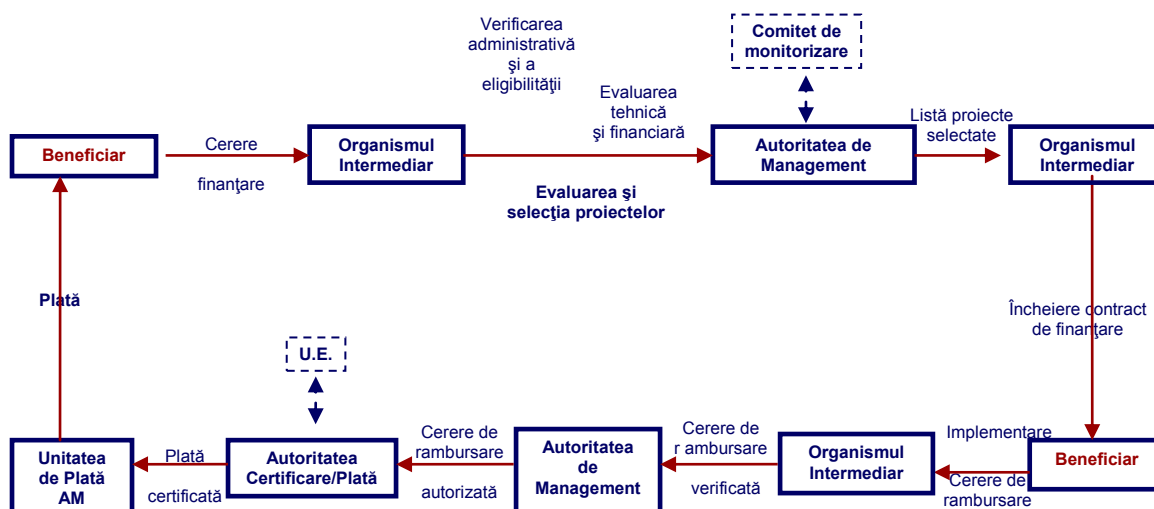 Verificarea
administrativă
şi a
eligibilităţii
Comitet de
monitorizare
Evaluarea
tehnică
şi financiară
Listă proiecte
selectate
Beneficiar
Cerere
finanţare
Organismul
Intermediar
Evaluarea şi
selecţia proiectelor
Autoritatea de
Management
Organismul
Intermediar
Plată
Încheiere contract
de finanţare
U.E.
Unitatea
de Plată
AM
Plată
certificată
Autoritatea
Certificare/Plată
Cerere de
rambursare
autorizată
Autoritatea
de
Management
Cerere de
r ambursare
verificată
Organismul
Intermediar
Implementare
Cerere de
rambursare
Beneficiar